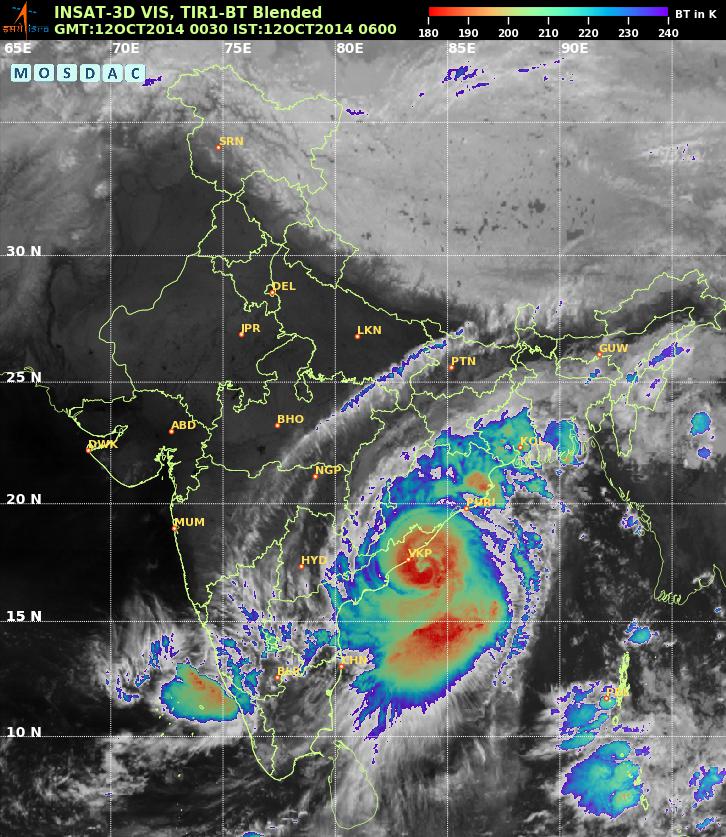 INSAT-3D VIS, TIR1-BT Blended
GMT:12OCT2014 0030 IST:12OCT2014 0600
BT in K
180 190 200 210 220 230 240
65E 70E 75E 80E 85E 90E
MOSDAC
SRN
30 N
DEL
JPR
LKN
GUW
PTN
25 N
ABD
BHO
DWK
KOL
NGP
20 N
PURI
MUM
VKP
HYD
15 N
CHN
BLR
10 N